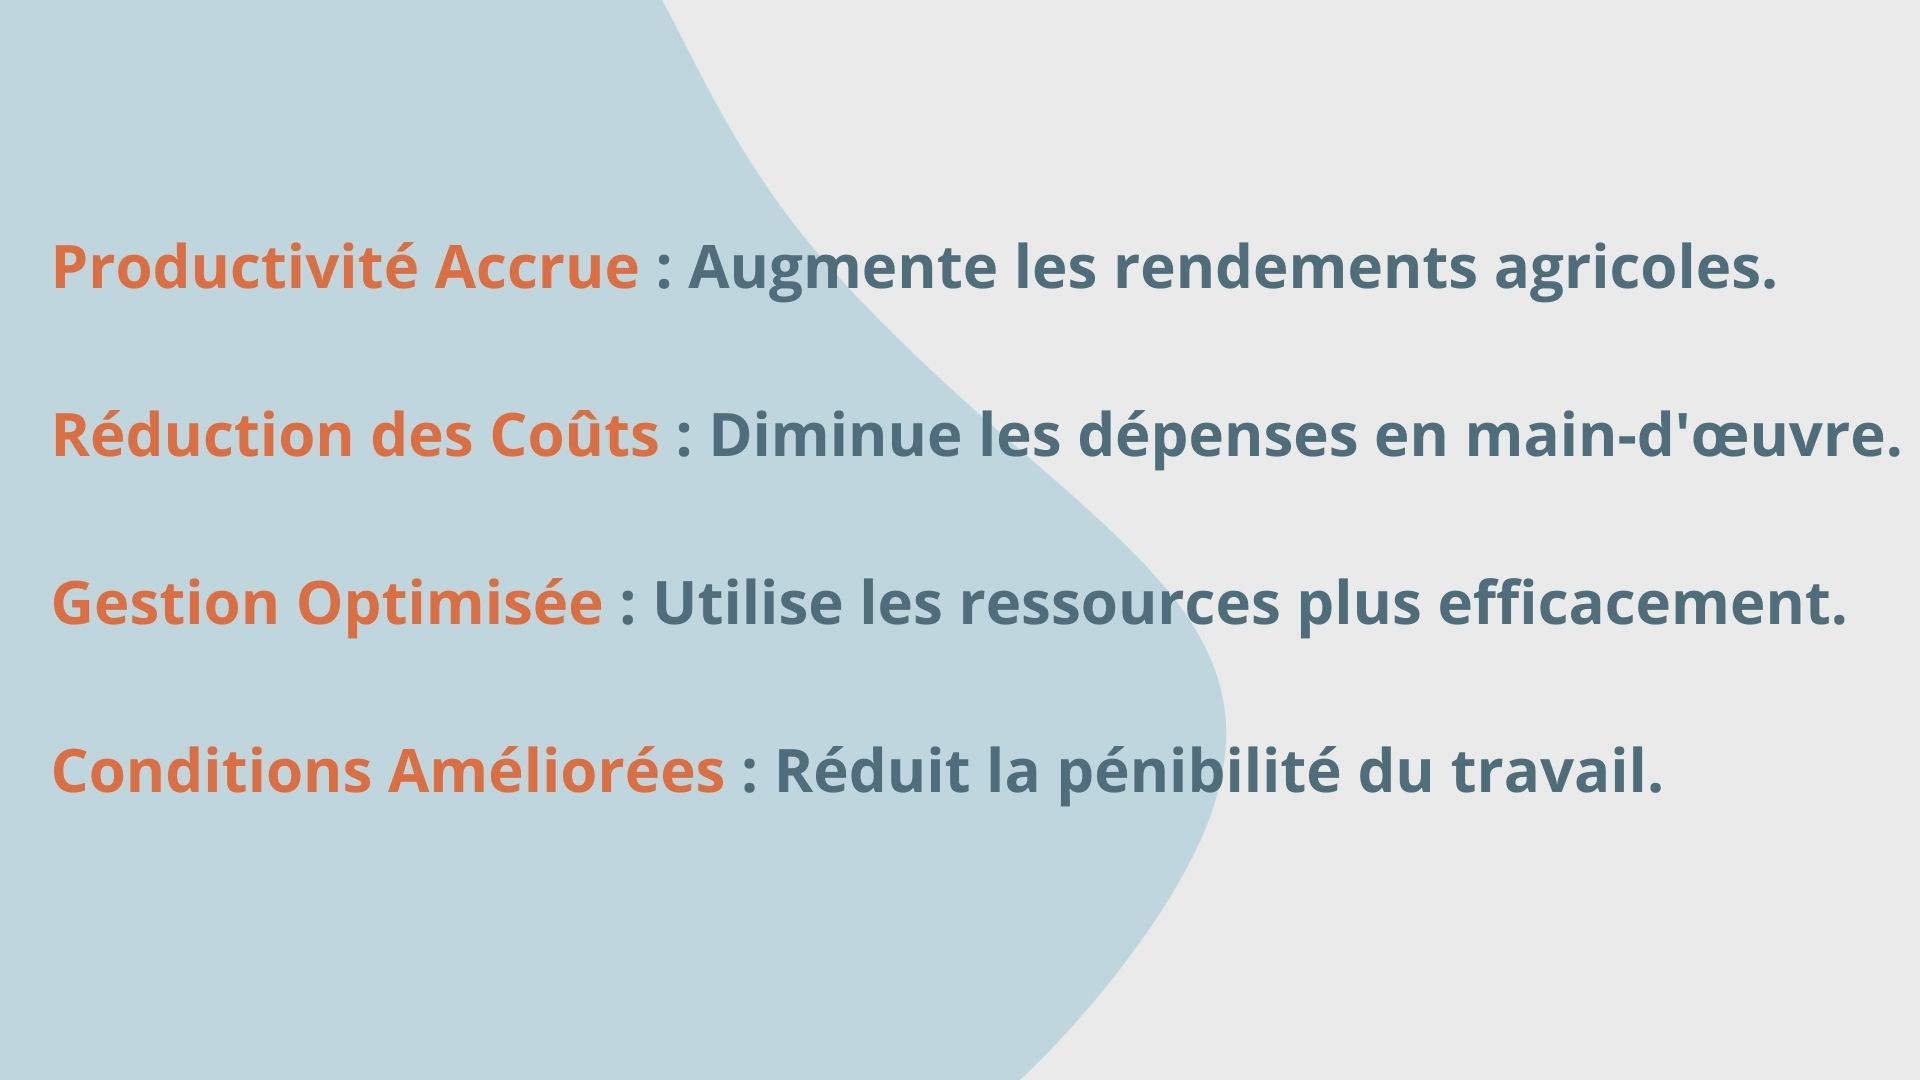 Productivité Accrue : Augmente les rendements agricoles.
Réduction des Coûts : Diminue les dépenses en main-d'œuvre.
Gestion Optimisée : Utilise les ressources plus efficacement.
Conditions Améliorées : Réduit la pénibilité du travail.